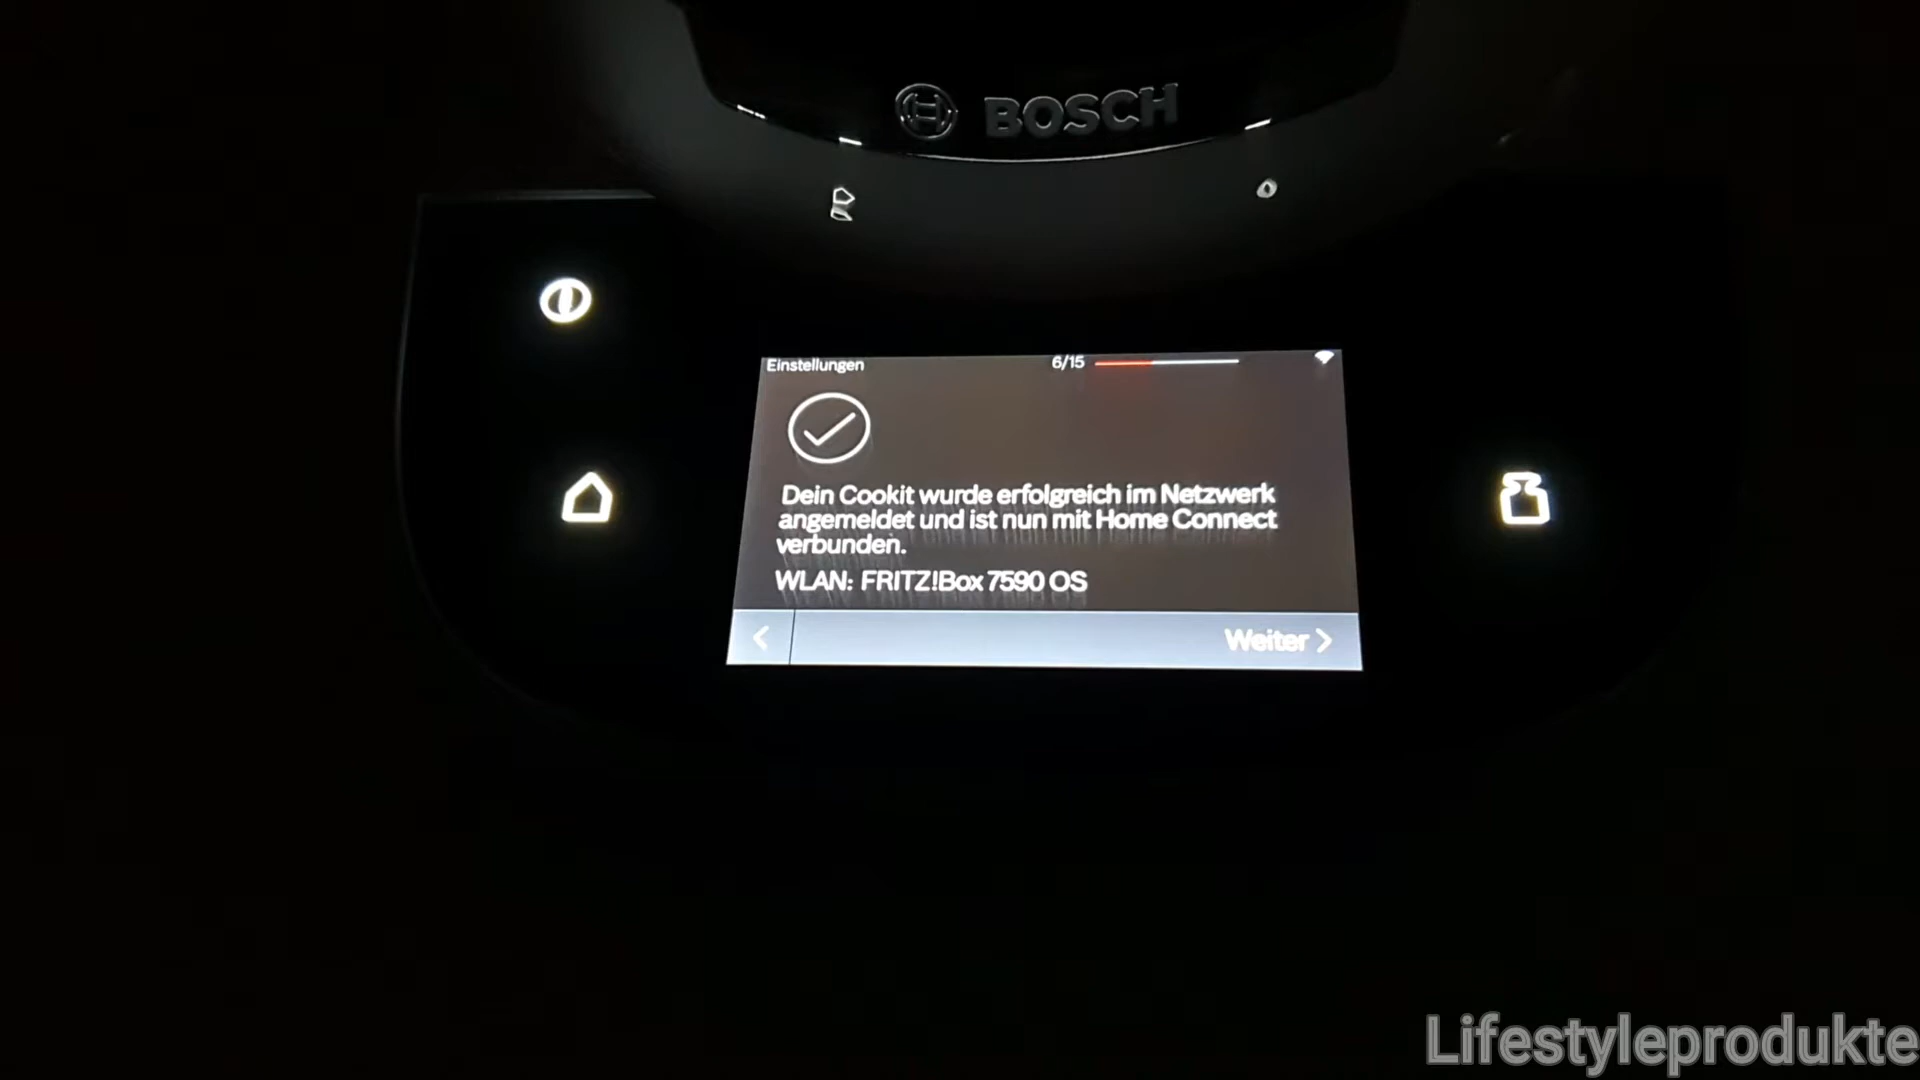 BOSCH
Einstellungen
6/15
Dein Cookit wurde erfolgreich im Netzwerk
angemeldet und ist nun mit Home Connect
verbunden.
WLAN: FRITZ!Box 7590 OS
Weiter
Lifestyleprodukte